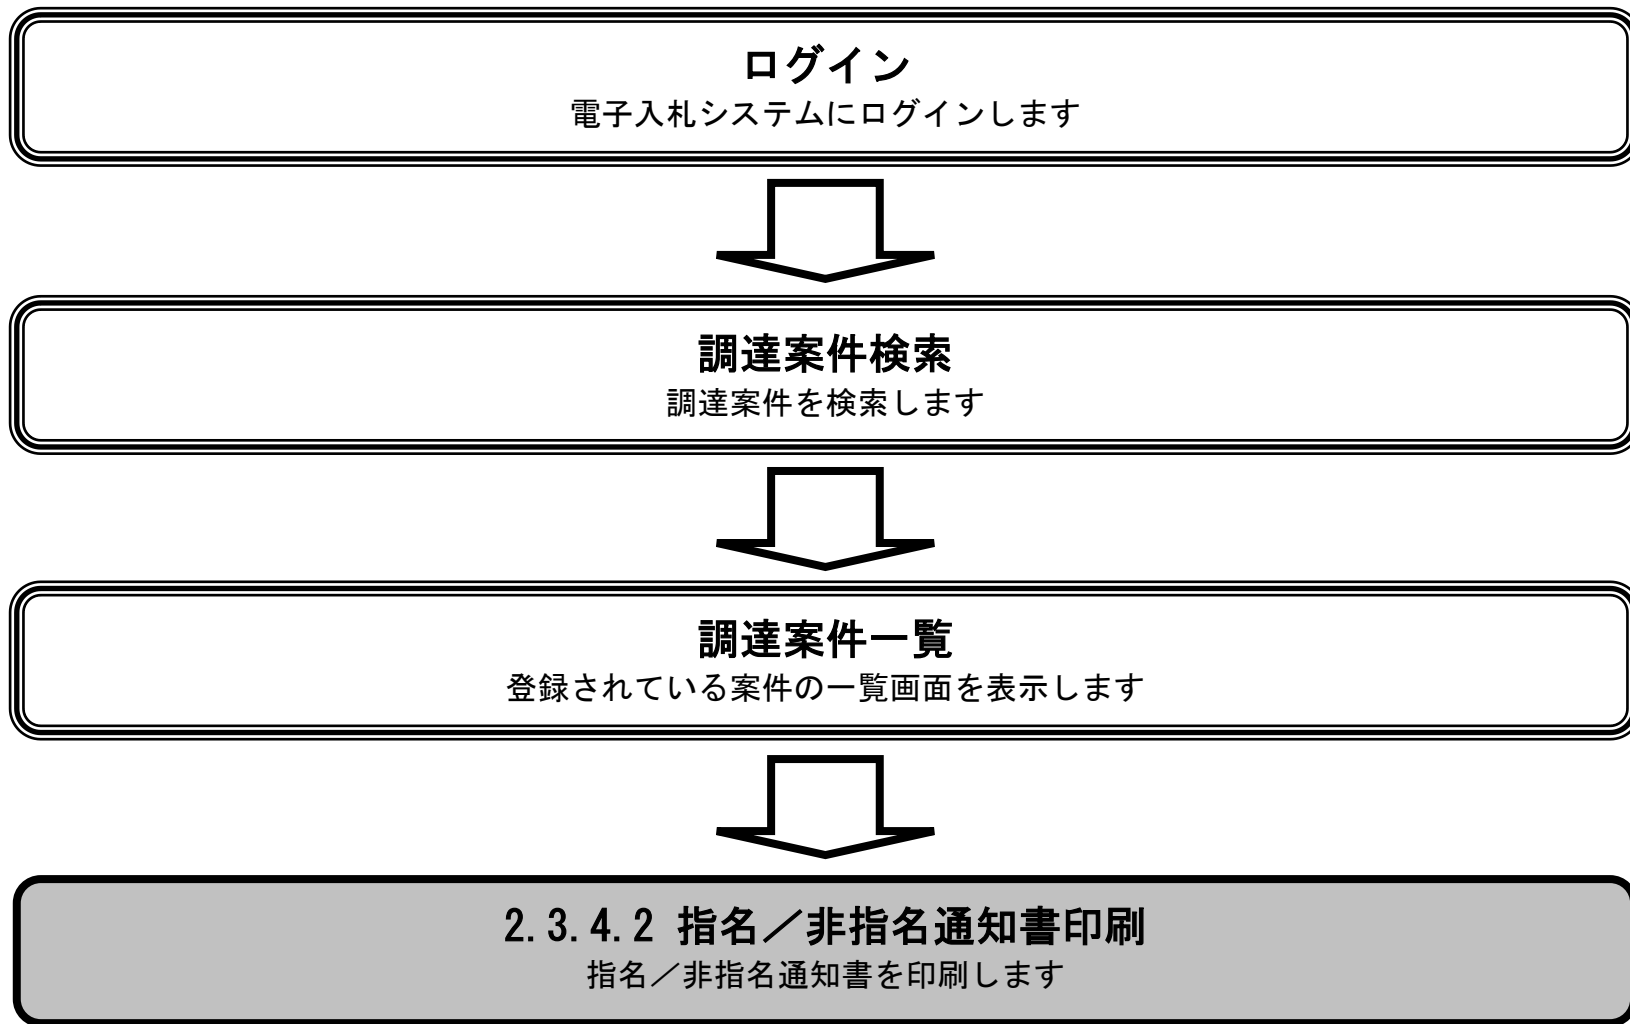 ログイン
電子入札システムにログインします
調達案件検索
調達案件を検索します
調達案件一覧
登録されている案件の一覧画面を表示します
2.3.4.2 指名／非指名通知書印刷
指名／非指名通知書を印刷します